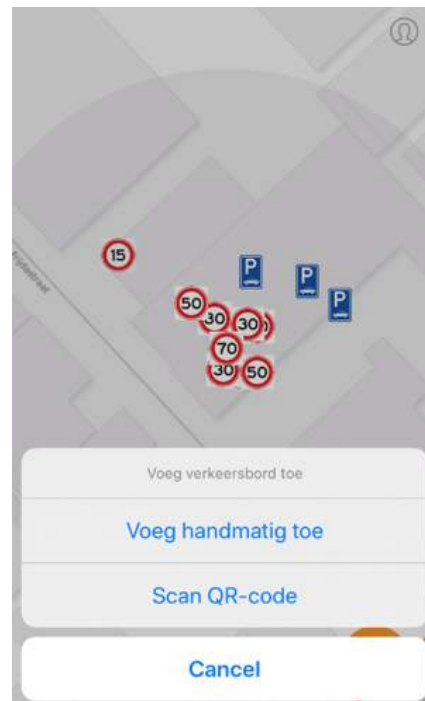 15
P
P
P
50
30
30
70
30
50
Voeg verkeersbord toe
Voeg handmatig toe
Scan QR-code
Cancel